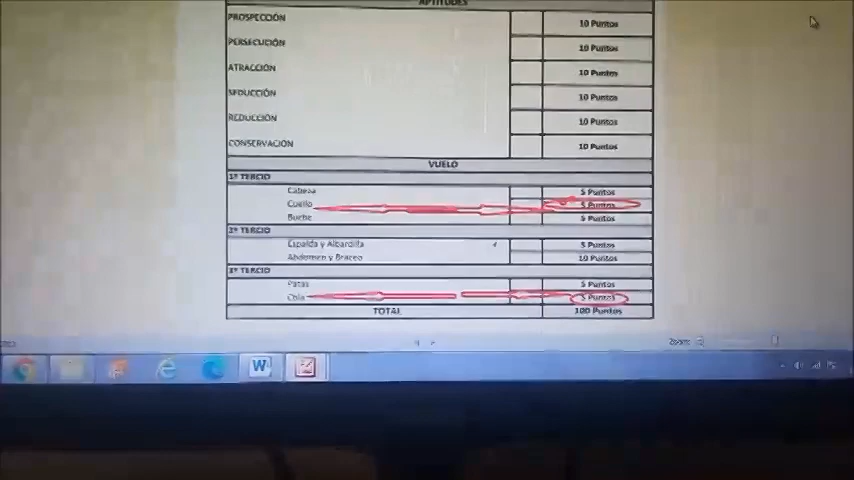 APTITUDES
PROSPECCIÓN 10 Puntos
PERSECUCIÓN 10 Puntos
ATRACCIÓN 10 Puntos
SEDUCCIÓN 10 Puntos
REDUCCIÓN 10 Puntos
CONSERVACIÓN 10 Puntos
VUELO
1º TERCIO
Cabeza 5 Puntos
Cuello 5 Puntos
Buche 5 Puntos
2º TERCIO
Espalda y Albardilla 5 Puntos
Abdomen y Braceo 10 Puntos
3º TERCIO
Patas 5 Puntos
Cola 5 Puntos
TOTAL 100 Puntos
Zoom:
W